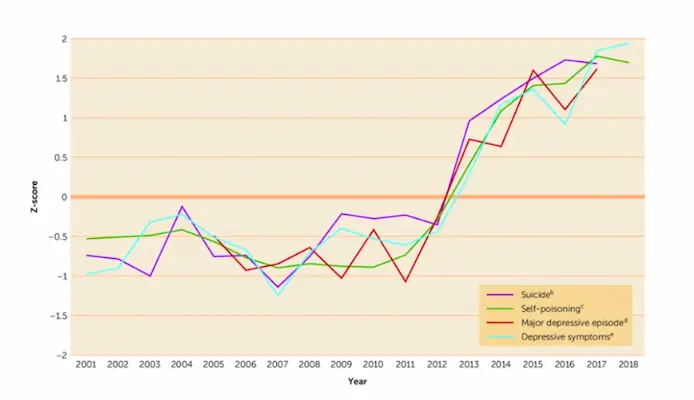 2
1.5
1
0.5
0
−0.5
−1
−1.5
−2
Z-score
2001 2002 2003 2004 2005 2006 2007 2008 2009 2010 2011 2012 2013 2014 2015 2016 2017 2018
Year
Suicideᵇ
Self-poisoningᶜ
Major depressive episodeᵈ
Depressive symptomsᵉ